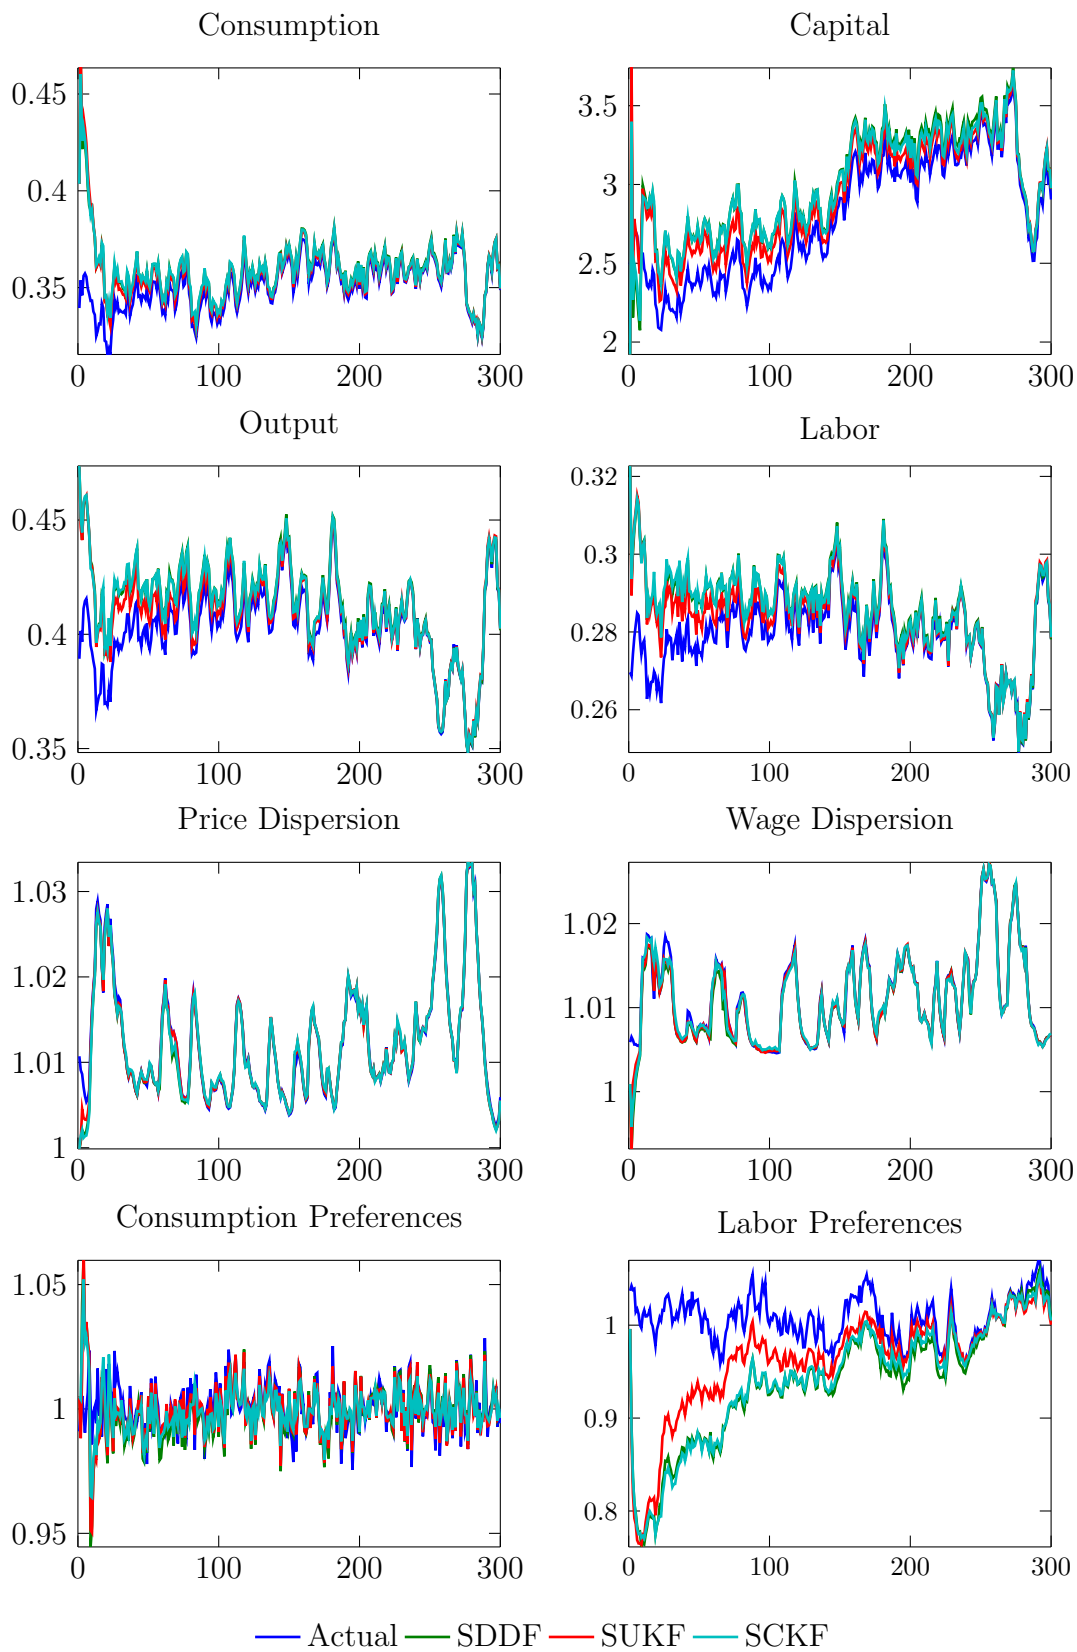 Consumption Capital
0.45
0.4
0.35
0 100 200 300
3.5
3
2.5
2
0 100 200 300
Output Labor
0.45
0.4
0.35
0 100 200 300
0.32
0.3
0.28
0.26
0 100 200 300
Price Dispersion Wage Dispersion
1.03
1.02
1.01
1
0 100 200 300
1.02
1.01
1
0 100 200 300
Consumption Preferences Labor Preferences
1.05
1
0.95
0 100 200 300
1
0.9
0.8
0 100 200 300
Actual SDDF SUKF SCKF